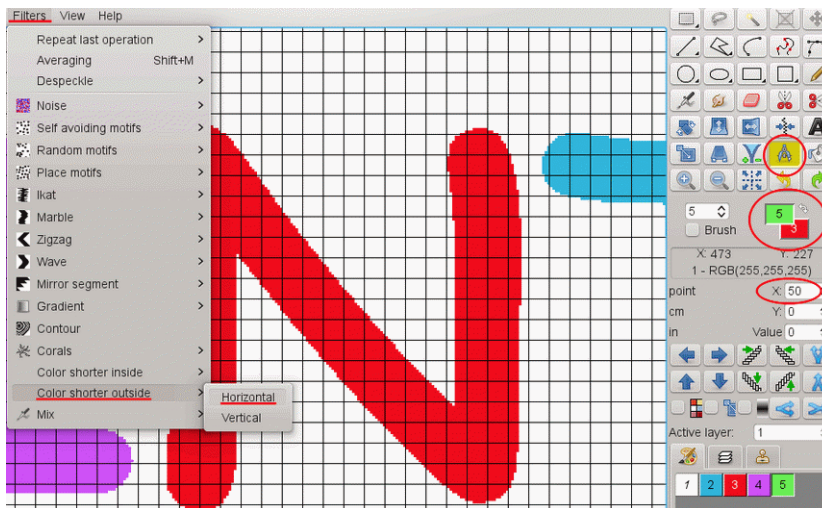 Filters View Help
Repeat last operation
Averaging Shift+M
Despeckle
Noise
Self avoiding motifs
Random motifs
Place motifs
Ikat
Marble
Zigzag
Wave
Mirror segment
Gradient
Contour
Corals
Color shorter inside
Color shorter outside
Horizontal
Vertical
Mix
5 5
Brush 3
X: 473 Y: 227
1 - RGB(255,255,255)
point X: 50
cm Y: 0
in Value 0
Active layer: 1
1 2 3 4 5